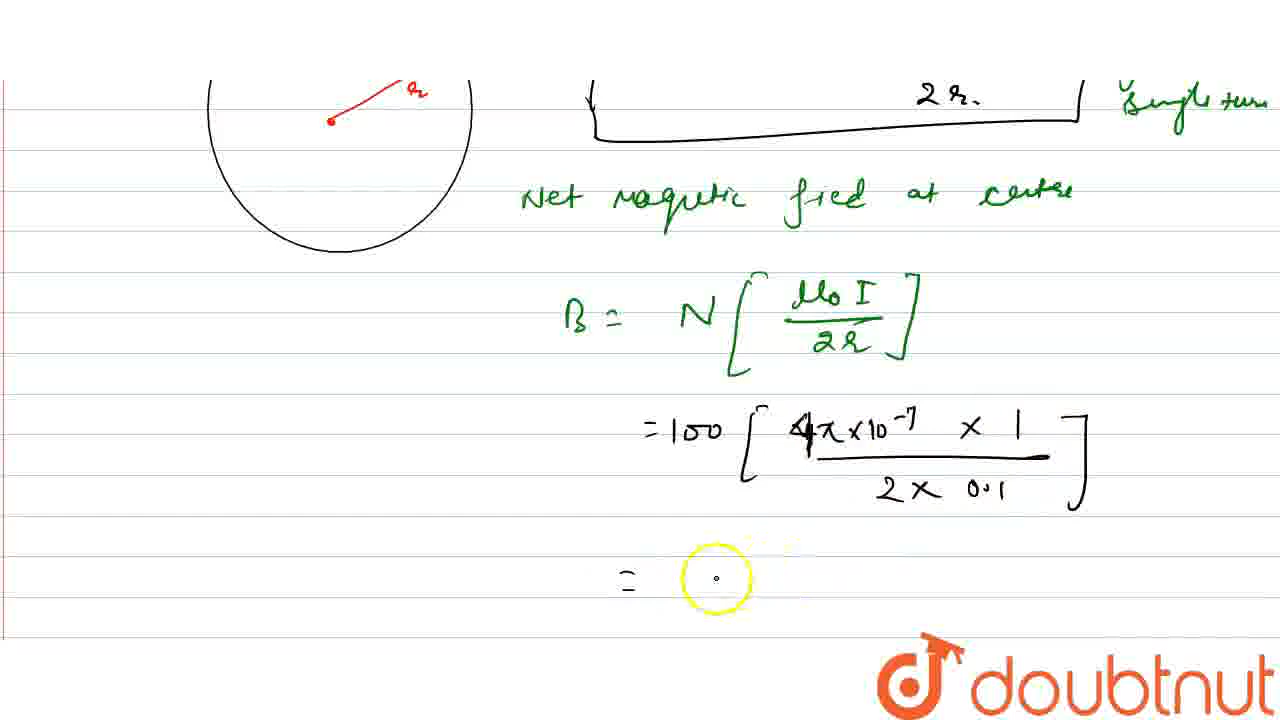 r
2r.
Single turn
Net magnetic field at centre
B = N [ μ₀ I / 2r ]
= 100 [ 4π×10⁻⁷ × 1 / 2 × 0.1 ]
=
doubtnut